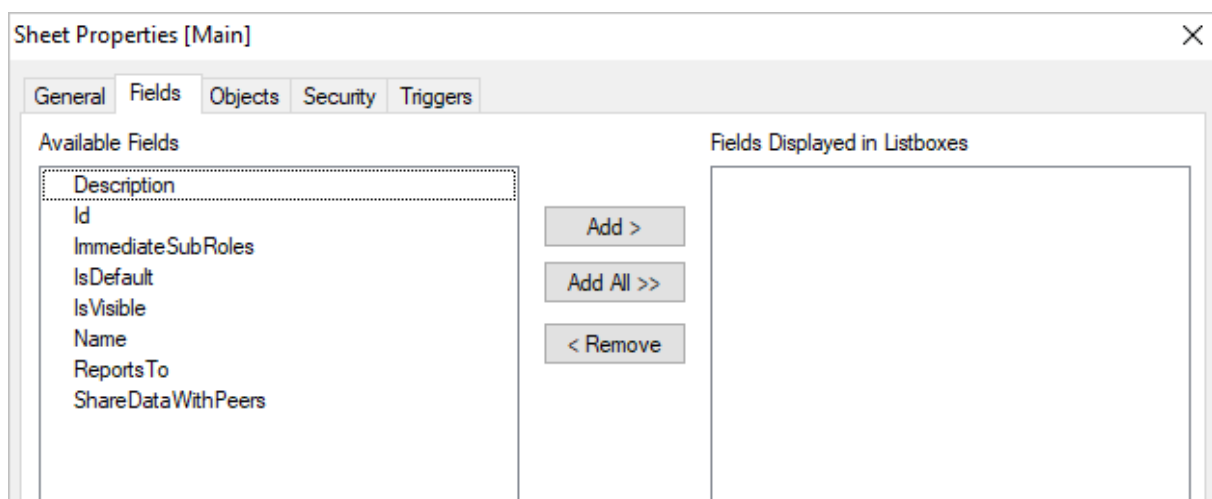 Sheet Properties [Main]
General Fields Objects Security Triggers
Available Fields
Description
Id
ImmediateSubRoles
IsDefault
IsVisible
Name
ReportsTo
ShareDataWithPeers
Add >
Add All >>
< Remove
Fields Displayed in Listboxes